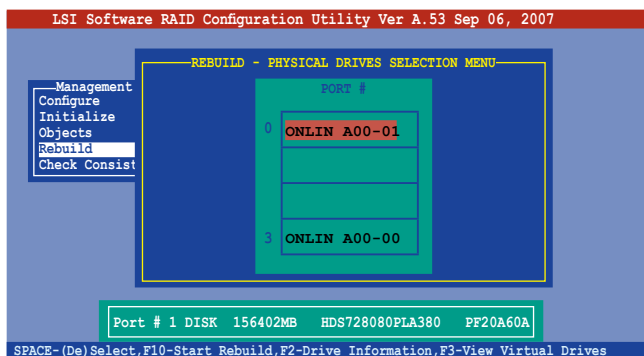 LSI Software RAID Configuration Utility Ver A.53 Sep 06, 2007
REBUILD - PHYSICAL DRIVES SELECTION MENU
Management
Configure
Initialize
Objects
Rebuild
Check Consist
PORT #
0 ONLIN A00-01
3 ONLIN A00-00
Port # 1 DISK 156402MB HDS728080PLA380 PF20A60A
SPACE-(De)Select,F10-Start Rebuild,F2-Drive Information,F3-View Virtual Drives